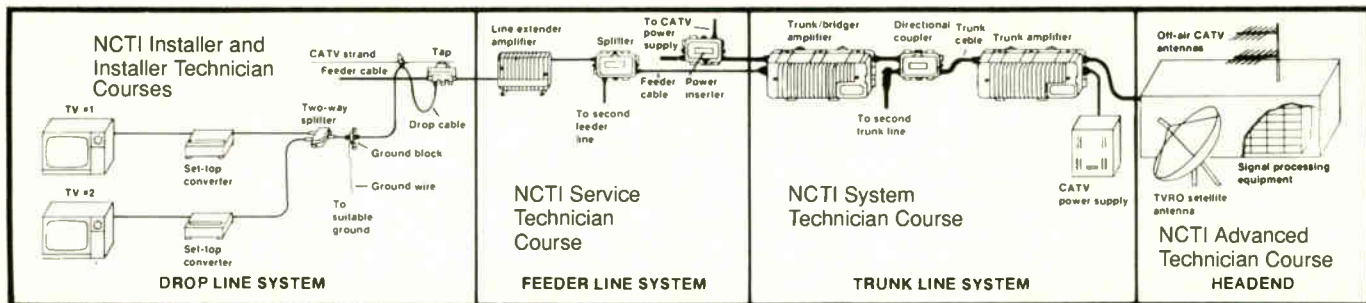 NCTI Installer and
Installer Technician
Courses
CATV strand
Feeder cable
Tap
Drop cable
Two-way
splitter
Ground block
Ground wire
To
suitable
ground
TV #1
Set-top
converter
TV #2
Set-top
converter
DROP LINE SYSTEM
Line extender
amplifier
Splitter
To CATV
power supply
Feeder
cable
Power
inserter
To second
feeder
line
NCTI Service
Technician
Course
FEEDER LINE SYSTEM
Trunk/bridger
amplifier
Directional
coupler
Trunk
cable
Trunk amplifier
To second
trunk line
CATV
power supply
NCTI System
Technician Course
TRUNK LINE SYSTEM
Off-air CATV
antennas
Signal processing
equipment
TVRO satellite
antenna
NCTI Advanced
Technician Course
HEADEND